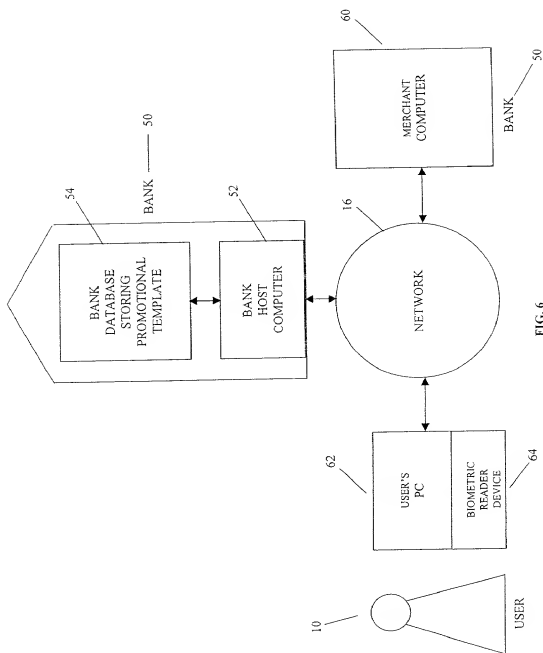 54
BANK
DATABASE
STORING
PROMOTIONAL
TEMPLATE
BANK
50
52
BANK
HOST
COMPUTER
10
USER
62
USER'S
PC
BIOMETRIC
READER
DEVICE
64
16
NETWORK
60
MERCHANT
COMPUTER
BANK
50
FIG. 6